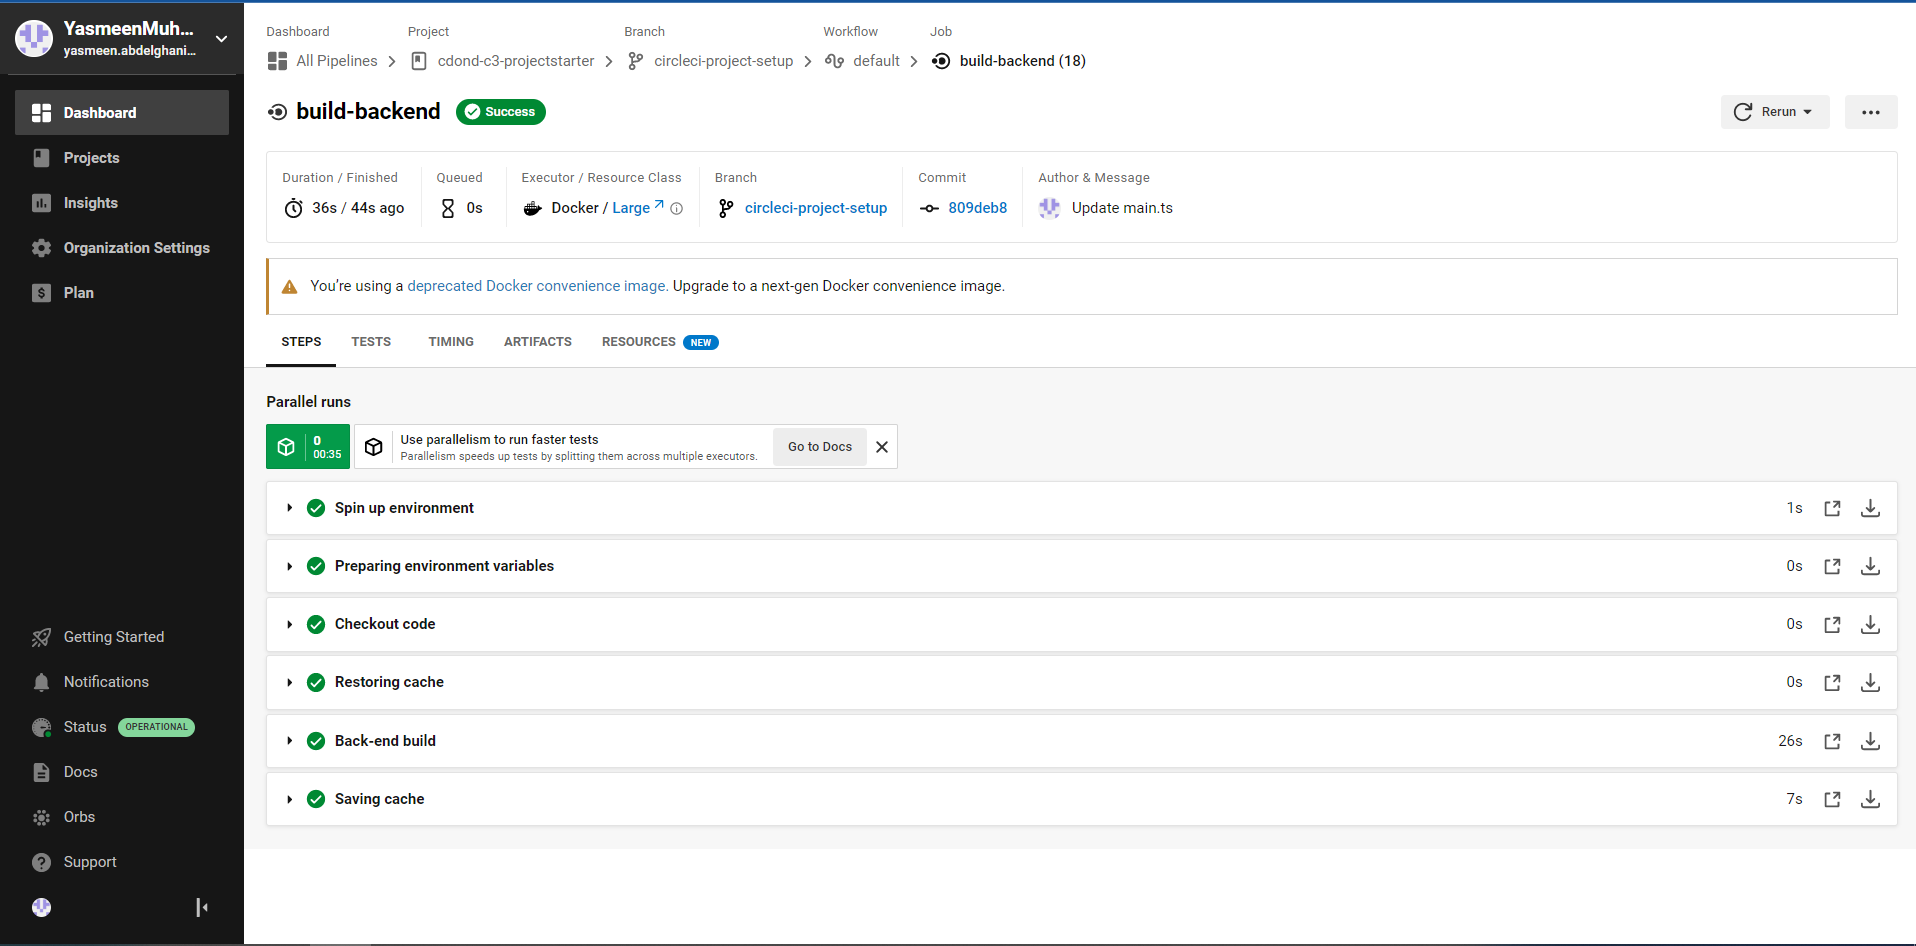 YasmeenMuh...
yasmeen.abdelghani...
Dashboard
Projects
Insights
Organization Settings
Plan
Getting Started
Notifications
Status OPERATIONAL
Docs
Orbs
Support
Dashboard Project Branch Workflow Job
All Pipelines cdond-c3-projectstarter circleci-project-setup default build-backend (18)
build-backend Success
Rerun
Duration / Finished Queued Executor / Resource Class Branch Commit Author & Message
36s / 44s ago 0s Docker / Large circleci-project-setup 809deb8 Update main.ts
You're using a deprecated Docker convenience image. Upgrade to a next-gen Docker convenience image.
STEPS TESTS TIMING ARTIFACTS RESOURCES NEW
Parallel runs
0
00:35
Use parallelism to run faster tests
Parallelism speeds up tests by splitting them across multiple executors.
Go to Docs
Spin up environment 1s
Preparing environment variables 0s
Checkout code 0s
Restoring cache 0s
Back-end build 26s
Saving cache 7s